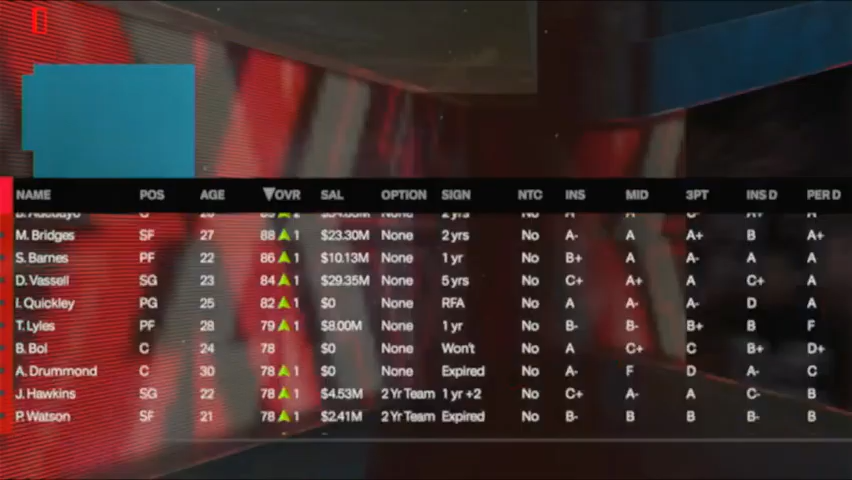 NAME POS AGE OVR SAL OPTION SIGN NTC INS MID 3PT INS D PER D
None 2 yrs No
M. Bridges SF 27 88 1 $23.30M None 2 yrs No A- A A+ B A+
S. Barnes PF 22 86 1 $10.13M None 1 yr No B+ A A- A A
D. Vassell SG 23 84 1 $29.35M None 5 yrs No C+ A+ A C+ A
I. Quickley PG 25 82 1 $0 None RFA No A A A- D A
T. Lyles PF 28 79 1 $8.00M None 1 yr No B- B- B+ B F
B. Bol C 24 78 $0 None Won't No A C+ C B+ D+
A. Drummond C 30 78 1 $0 None Expired No A- F D A- C
J. Hawkins SG 22 78 1 $4.53M 2 Yr Team 1 yr +2 No C+ A- A C- B
P. Watson SF 21 78 1 $2.41M 2 Yr Team Expired No B- B B B- B